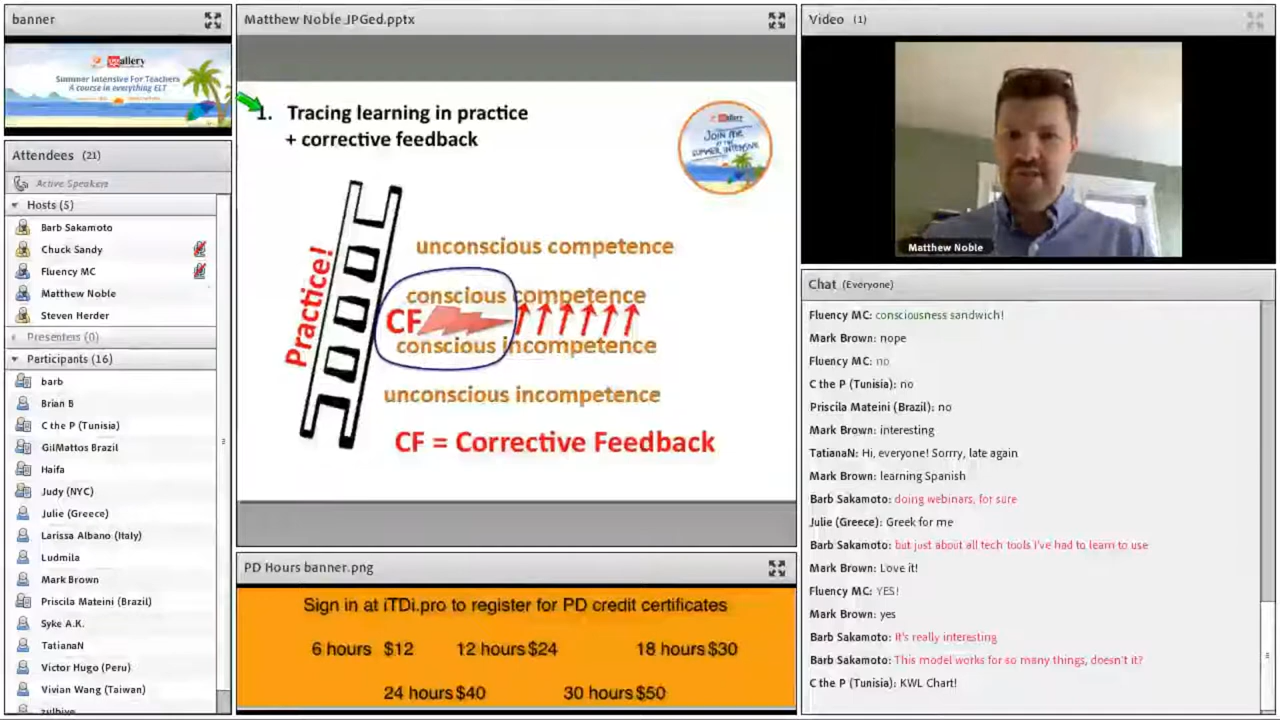 banner
allery
Summer Intensive For Teachers
A course in everything ELT
Attendees (21)
Active Speakers
Hosts (5)
Barb Sakamoto
Chuck Sandy
Fluency MC
Matthew Noble
Steven Herder
Presenters (0)
Participants (16)
barb
Brian B
C the P (Tunisia)
GilMattos Brazil
Haifa
Judy (NYC)
Julie (Greece)
Larissa Albano (Italy)
Ludmila
Mark Brown
Priscila Mateini (Brazil)
Syke A.K.
TatianaN
Victor Hugo (Peru)
Vivian Wang (Taiwan)
Matthew Noble JPGed.pptx
1. Tracing learning in practice
+ corrective feedback
allery
JOIN ME
AT THE
SUMMER INTENSIVE
Practice!
unconscious competence
conscious competence
CF
conscious incompetence
unconscious incompetence
CF = Corrective Feedback
PD Hours banner.png
Sign in at iTDi.pro to register for PD credit certificates
6 hours $12 12 hours $24 18 hours $30
24 hours $40 30 hours $50
Video (1)
Matthew Noble
Chat (Everyone)
Fluency MC: consciousness sandwich!
Mark Brown: nope
Fluency MC: no
C the P (Tunisia): no
Priscila Mateini (Brazil): no
Mark Brown: interesting
TatianaN: Hi, everyone! Sorrry, late again
Mark Brown: learning Spanish
Barb Sakamoto: doing webinars, for sure
Julie (Greece): Greek for me
Barb Sakamoto: but just about all tech tools I've had to learn to use
Mark Brown: Love it!
Fluency MC: YES!
Mark Brown: yes
Barb Sakamoto: It's really interesting
Barb Sakamoto: This model works for so many things, doesn't it?
C the P (Tunisia): KWL Chart!